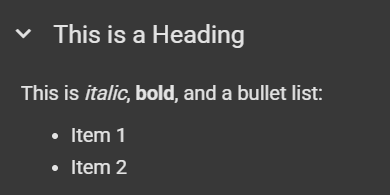 This is a Heading
This is italic, bold, and a bullet list:
• Item 1
• Item 2